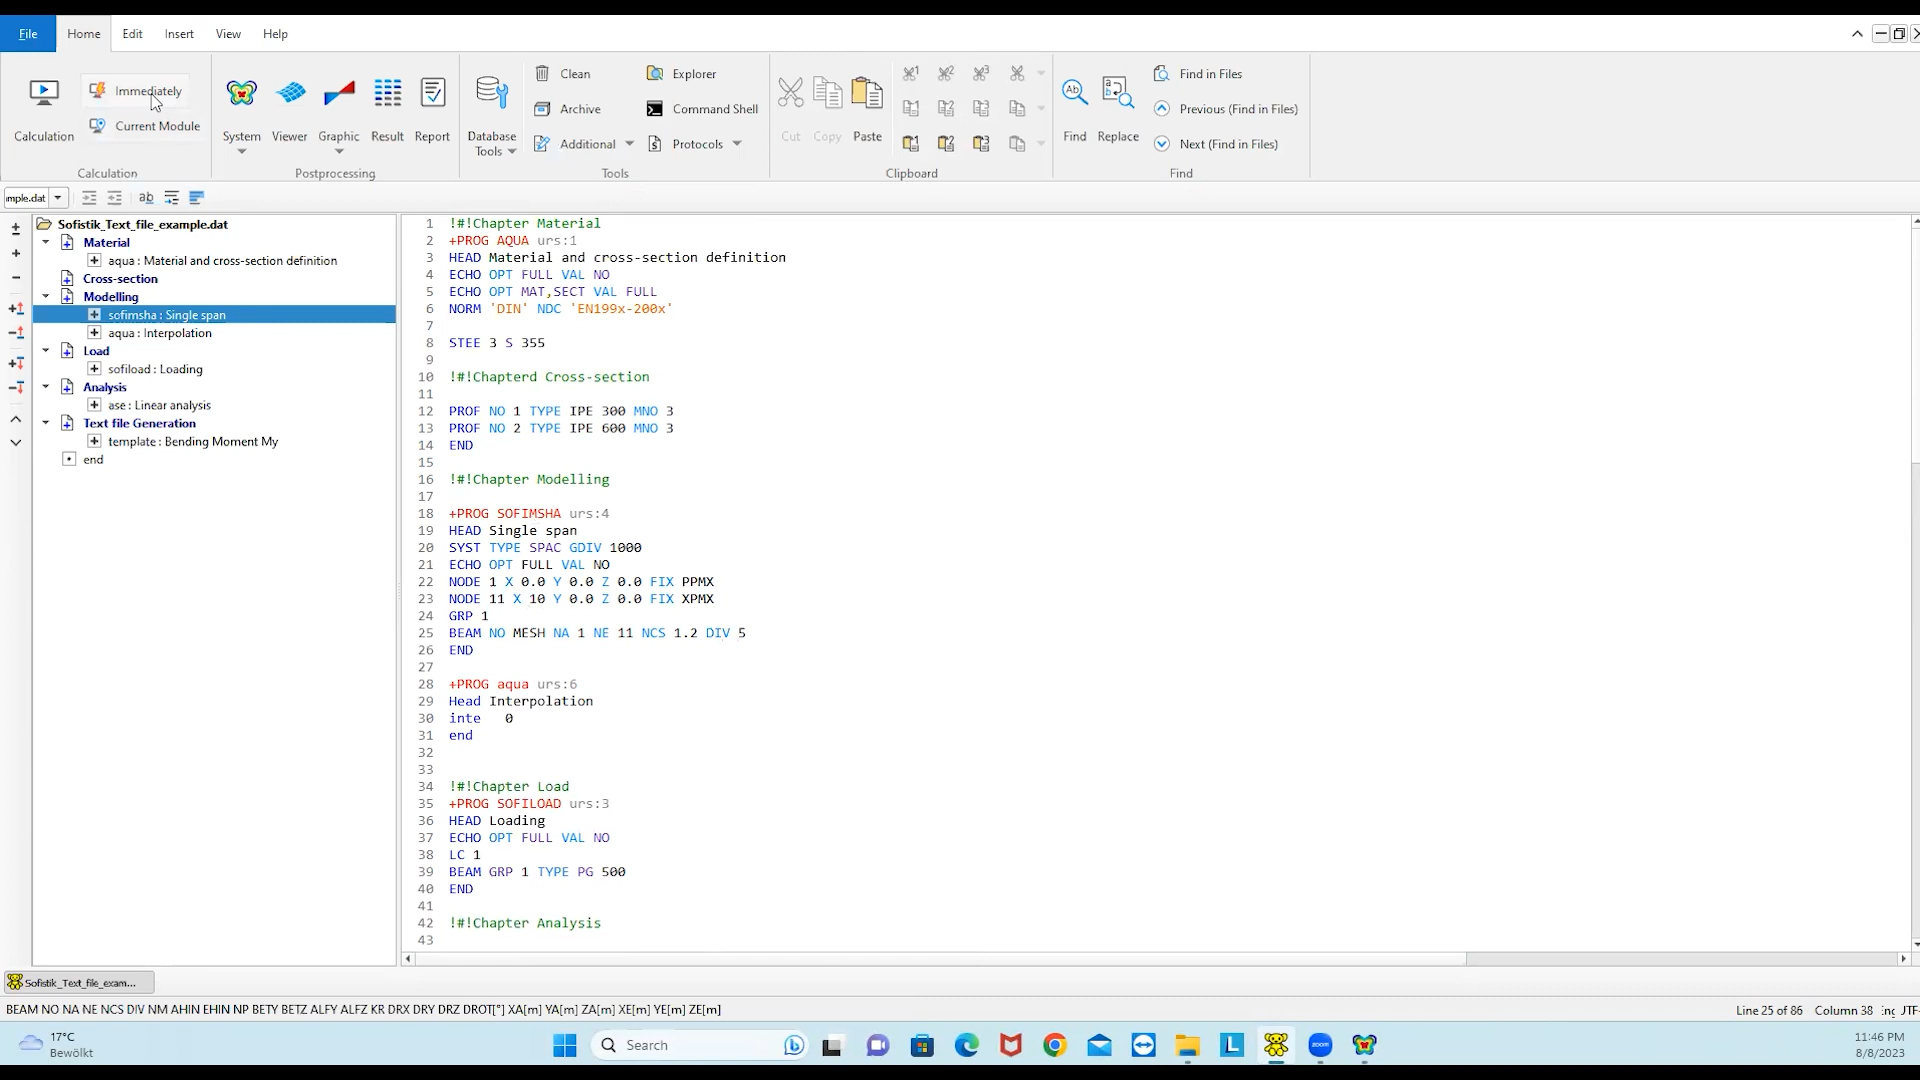 File Home Edit Insert View Help
Calculation
Immediately
Current Module
Calculation
System
Viewer
Graphic
Result
Report
Postprocessing
Database
Tools
Clean
Archive
Additional
Explorer
Command Shell
Protocols
Tools
Cut
Copy
Paste
Clipboard
Find
Replace
Find in Files
Previous (Find in Files)
Next (Find in Files)
Find
mple.dat
Sofistik_Text_file_example.dat
Material
aqua : Material and cross-section definition
Cross-section
Modelling
sofimsha : Single span
aqua : Interpolation
Load
sofiload : Loading
Analysis
ase : Linear analysis
Text file Generation
template : Bending Moment My
end
1 !#!Chapter Material
2 +PROG AQUA urs:1
3 HEAD Material and cross-section definition
4 ECHO OPT FULL VAL NO
5 ECHO OPT MAT,SECT VAL FULL
6 NORM 'DIN' NDC 'EN199x-200x'
7
8 STEE 3 S 355
9
10 !#!Chapterd Cross-section
11
12 PROF NO 1 TYPE IPE 300 MNO 3
13 PROF NO 2 TYPE IPE 600 MNO 3
14 END
15
16 !#!Chapter Modelling
17
18 +PROG SOFIMSHA urs:4
19 HEAD Single span
20 SYST TYPE SPAC GDIV 1000
21 ECHO OPT FULL VAL NO
22 NODE 1 X 0.0 Y 0.0 Z 0.0 FIX PPMX
23 NODE 11 X 10 Y 0.0 Z 0.0 FIX XPMX
24 GRP 1
25 BEAM NO MESH NA 1 NE 11 NCS 1.2 DIV 5
26 END
27
28 +PROG aqua urs:6
29 Head Interpolation
30 inte 0
31 end
32
33
34 !#!Chapter Load
35 +PROG SOFILOAD urs:3
36 HEAD Loading
37 ECHO OPT FULL VAL NO
38 LC 1
39 BEAM GRP 1 TYPE PG 500
40 END
41
42 !#!Chapter Analysis
43
Sofistik_Text_file_exam...
BEAM NO NA NE NCS DIV NM AHIN EHIN NP BETY BETZ ALFY ALFZ KR DRX DRY DRZ DROT[°] XA[m] YA[m] ZA[m] XE[m] YE[m] ZE[m]
Line 25 of 86 Column 38
17°C
Bewölkt
Search
zoom
11:46 PM
8/8/2023